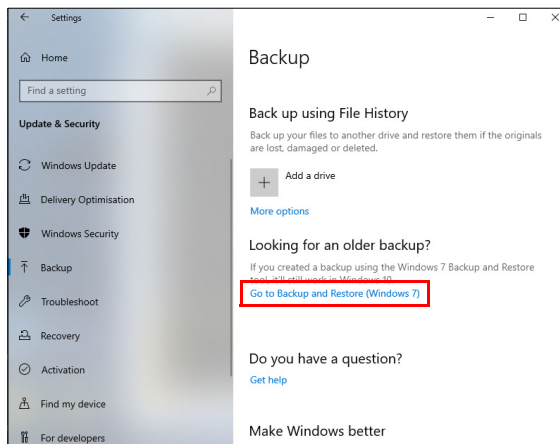 Settings
Home
Find a setting
Update & Security
Windows Update
Delivery Optimisation
Windows Security
Backup
Troubleshoot
Recovery
Activation
Find my device
For developers
Backup
Back up using File History
Back up your files to another drive and restore them if the originals
are lost, damaged or deleted.
Add a drive
More options
Looking for an older backup?
If you created a backup using the Windows 7 Backup and Restore
tool, it'll still work in Windows 10.
Go to Backup and Restore (Windows 7)
Do you have a question?
Get help
Make Windows better